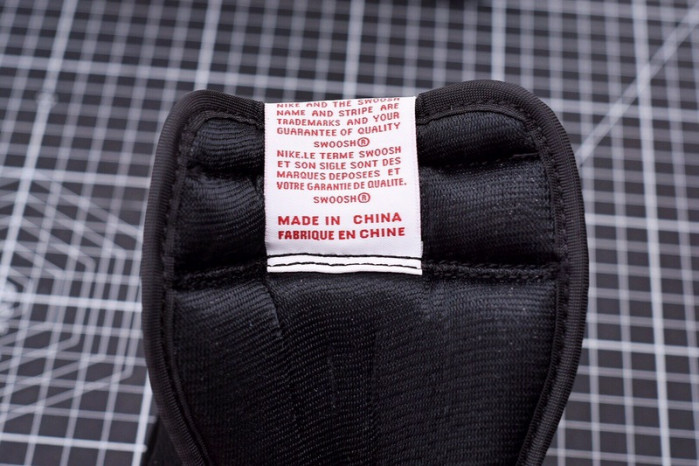 NIKE AND THE SWOOSH
NAME AND STRIPE ARE
TRADEMARKS AND YOUR
GUARANTEE OF QUALITY
SWOOSH®
NIKE.LE TERME SWOOSH
ET SON SIGLE SONT DES
MARQUES DEPOSEES ET
VOTRE GARANTIE DE QUALITE.
SWOOSH®
MADE IN CHINA
FABRIQUE EN CHINE